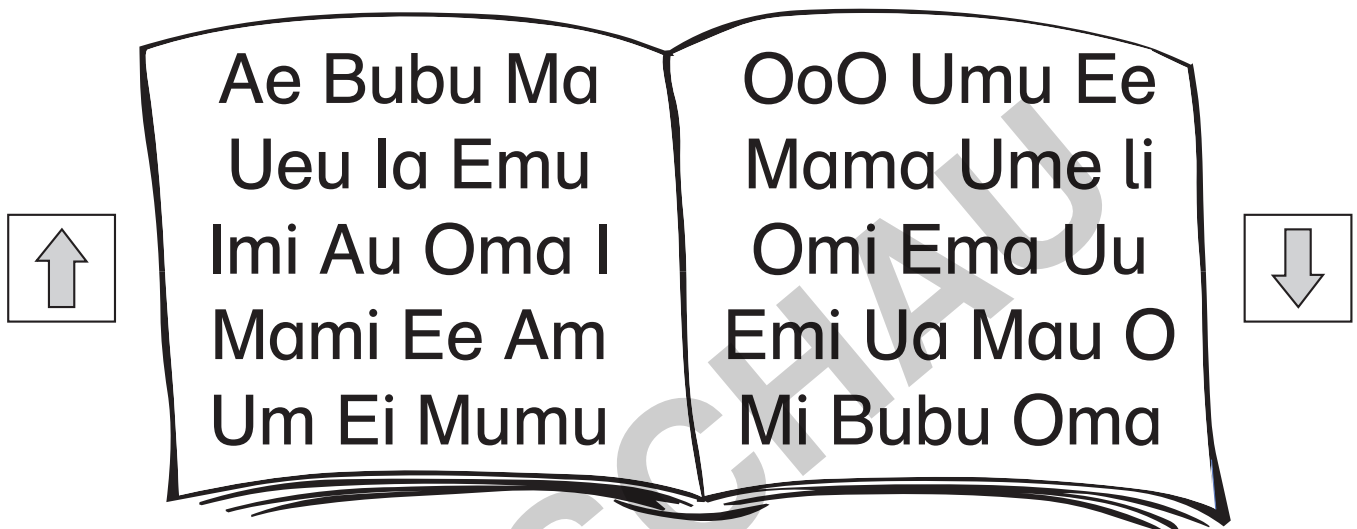 Ae Bubu Ma
Ueu Ia Emu
Imi Au Oma I
Mami Ee Am
Um Ei Mumu
OoO Umu Ee
Mama Ume Ii
Omi Ema Uu
Emi Ua Mau O
Mi Bubu Oma